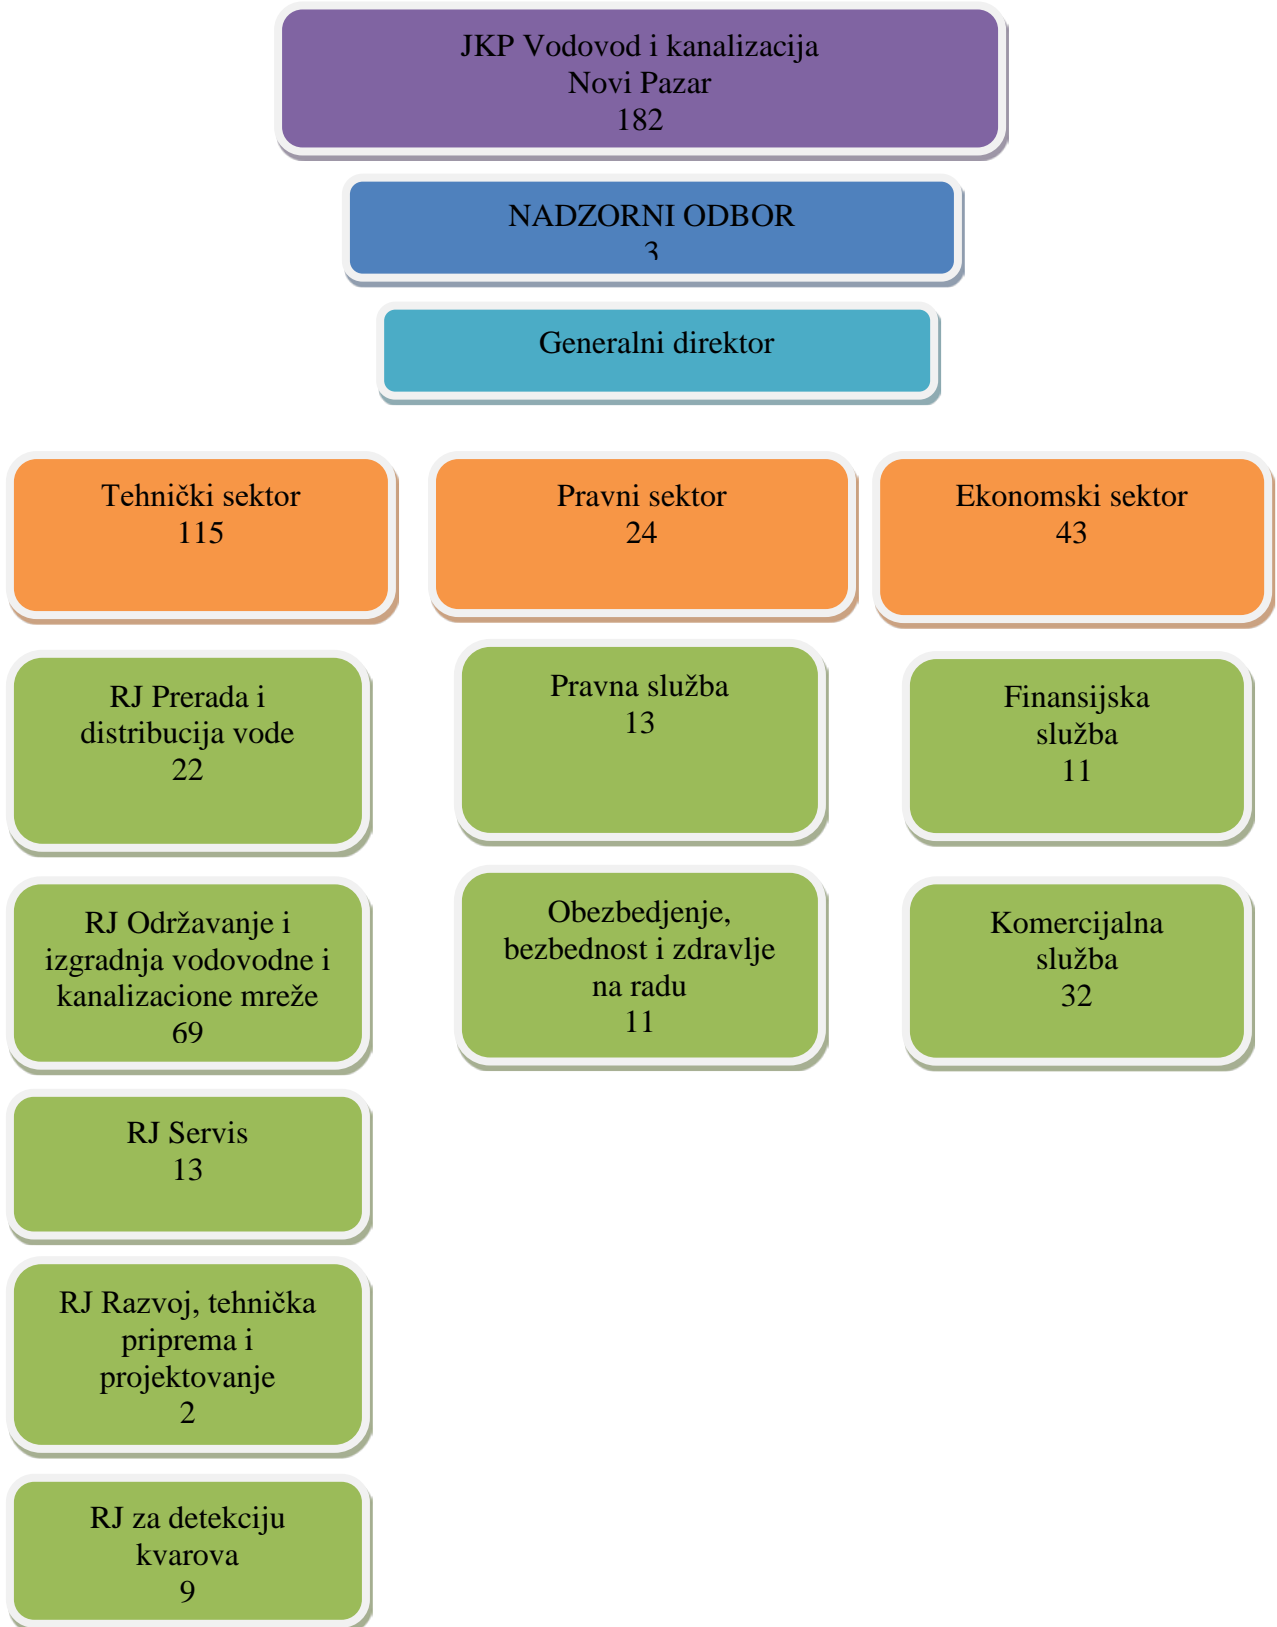 JKP Vodovod i kanalizacija
Novi Pazar
182
NADZORNI ODBOR
3
Generalni direktor
Tehnički sektor
115
Pravni sektor
24
Ekonomski sektor
43
RJ Prerada i
distribucija vode
22
Pravna služba
13
Finansijska
služba
11
RJ Održavanje i
izgradnja vodovodne i
kanalizacione mreže
69
Obezbedjenje,
bezbednost i zdravlje
na radu
11
Komercijalna
služba
32
RJ Servis
13
RJ Razvoj, tehnička
priprema i
projektovanje
2
RJ za detekciju
kvarova
9